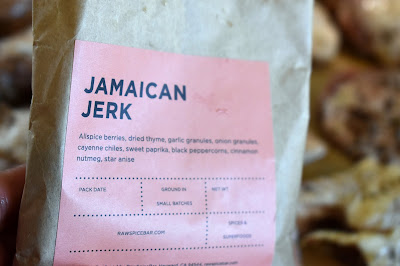 JAMAICAN
JERK
Allspice berries, dried thyme, garlic granules, onion granules,
cayenne chiles, sweet paprika, black peppercorns, cinnamon
nutmeg, star anise
PACK DATE
GROUND IN
SMALL BATCHES
NET WT.
RAWSPICEBAR.COM
SPICES &
SUPERFOODS